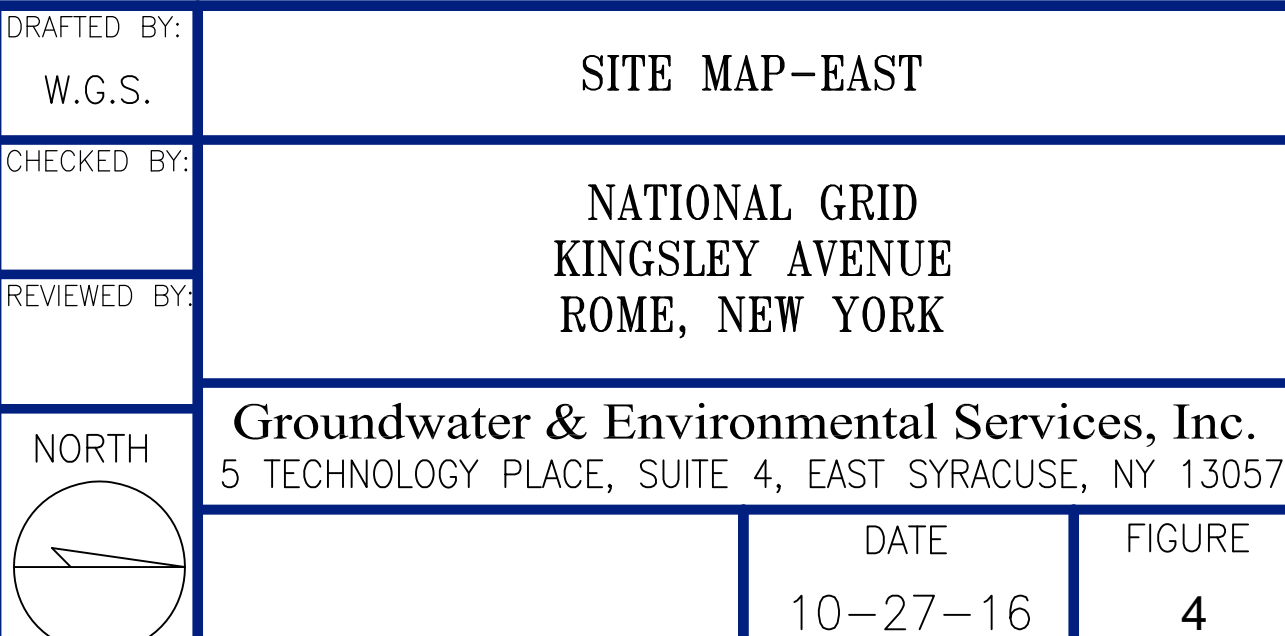 DRAFTED BY:
W.G.S.
SITE MAP-EAST
CHECKED BY:
NATIONAL GRID
KINGSLEY AVENUE
ROME, NEW YORK
REVIEWED BY:
Groundwater & Environmental Services, Inc.
5 TECHNOLOGY PLACE, SUITE 4, EAST SYRACUSE, NY 13057
NORTH
DATE
10-27-16
FIGURE
4